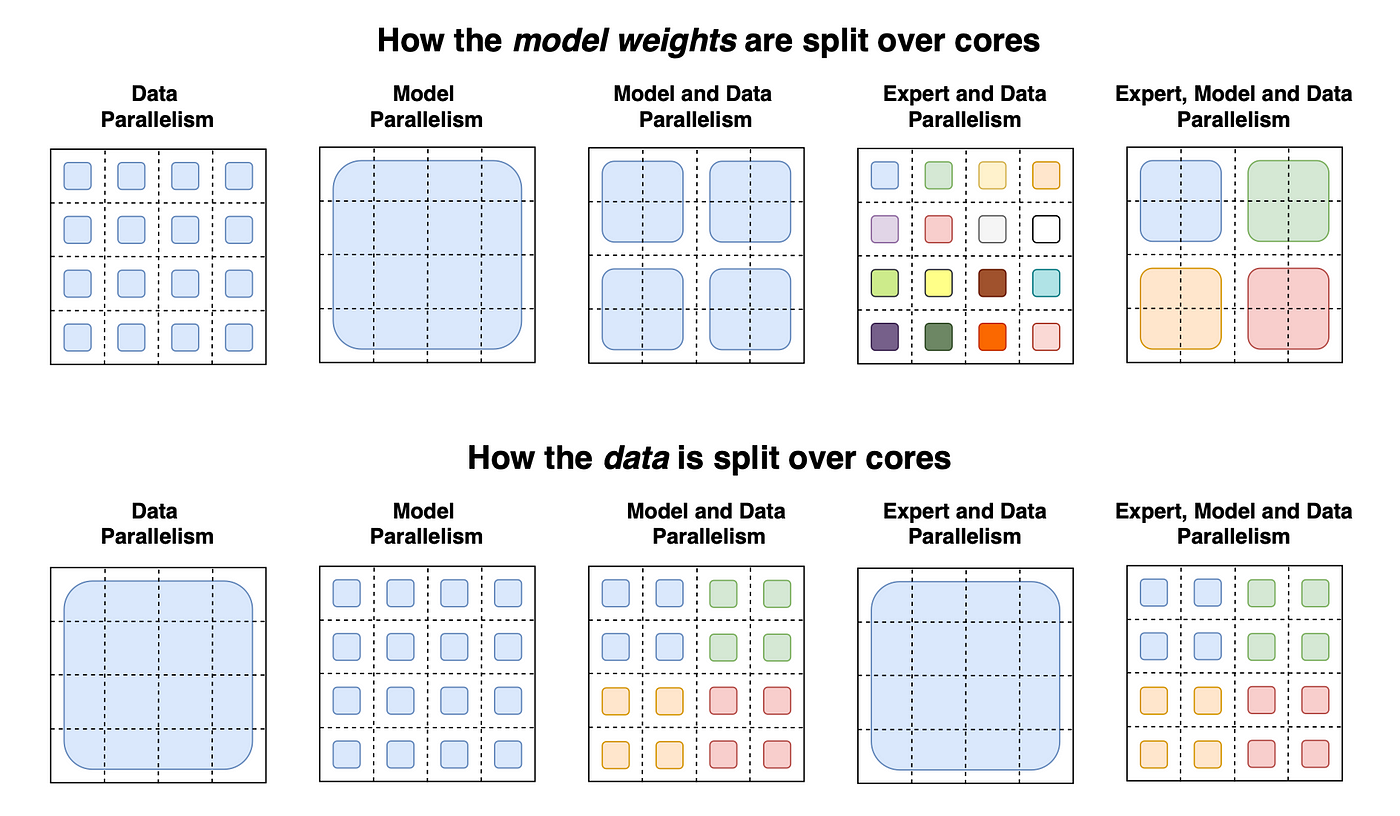 How the model weights are split over cores
Data
Parallelism
Model
Parallelism
Model and Data
Parallelism
Expert and Data
Parallelism
Expert, Model and Data
Parallelism
How the data is split over cores
Data
Parallelism
Model
Parallelism
Model and Data
Parallelism
Expert and Data
Parallelism
Expert, Model and Data
Parallelism